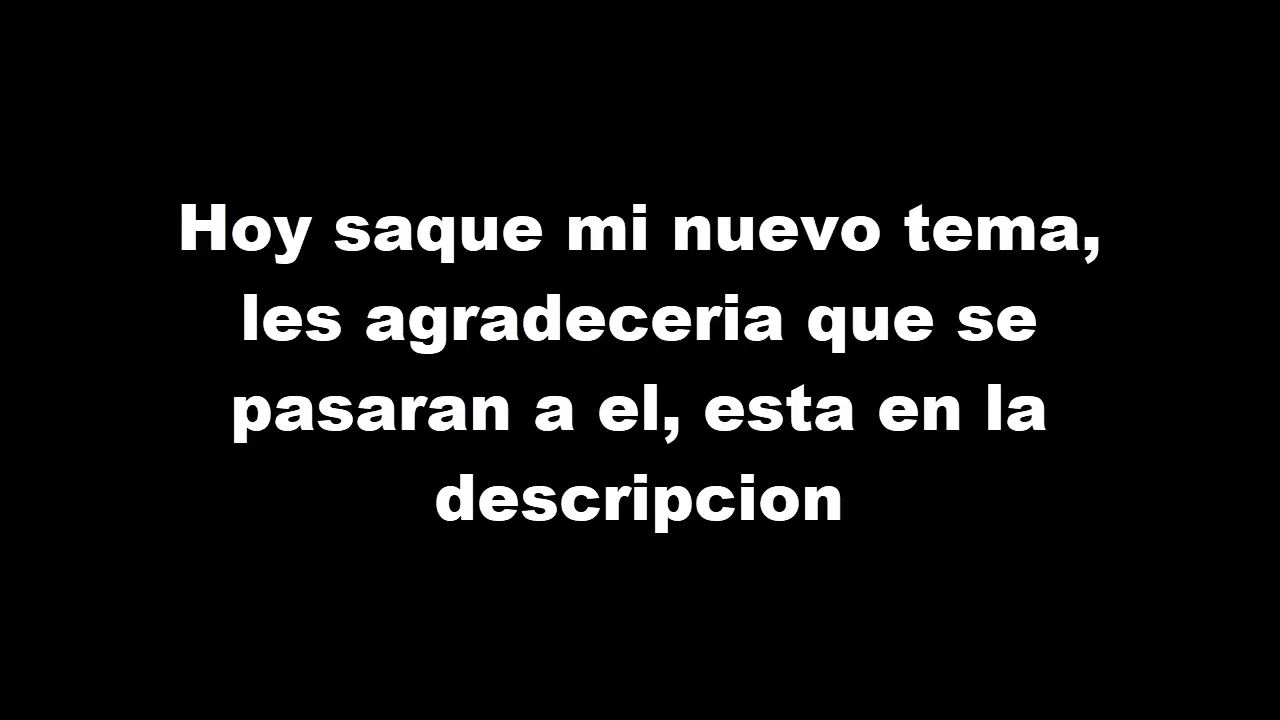 Hoy saque mi nuevo tema,
les agradeceria que se
pasaran a el, esta en la
descripcion